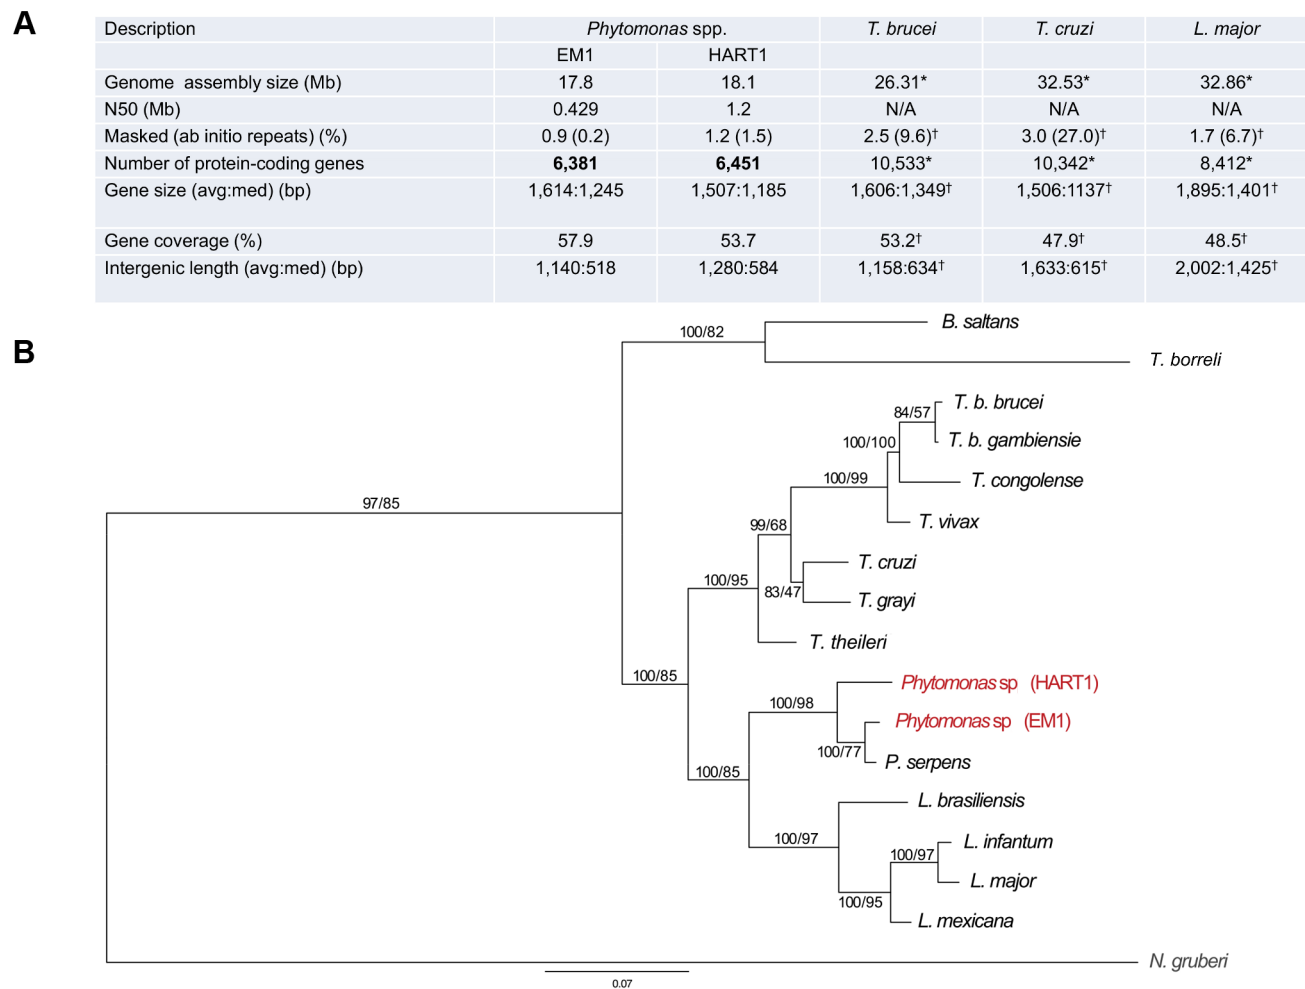 A
Description Phytomonas spp. T. brucei T. cruzi L. major
EM1 HART1
Genome assembly size (Mb) 17.8 18.1 26.31* 32.53* 32.86*
N50 (Mb) 0.429 1.2 N/A N/A N/A
Masked (ab initio repeats) (%) 0.9 (0.2) 1.2 (1.5) 2.5 (9.6)† 3.0 (27.0)† 1.7 (6.7)†
Number of protein-coding genes 6,381 6,451 10,533* 10,342* 8,412*
Gene size (avg:med) (bp) 1,614:1,245 1,507:1,185 1,606:1,349† 1,506:1137† 1,895:1,401†
Gene coverage (%) 57.9 53.7 53.2† 47.9† 48.5†
Intergenic length (avg:med) (bp) 1,140:518 1,280:584 1,158:634† 1,633:615† 2,002:1,425†
B
100/82
B. saltans
T. borreli
84/57
T. b. brucei
100/100
T. b. gambiensie
100/99
T. congolense
97/85
T. vivax
99/68
T. cruzi
100/95
83/47
T. grayi
T. theileri
100/85
Phytomonas sp (HART1)
100/98
Phytomonas sp (EM1)
100/77
P. serpens
100/85
L. brasiliensis
100/97
L. infantum
100/97
L. major
100/95
L. mexicana
N. gruberi
0.07